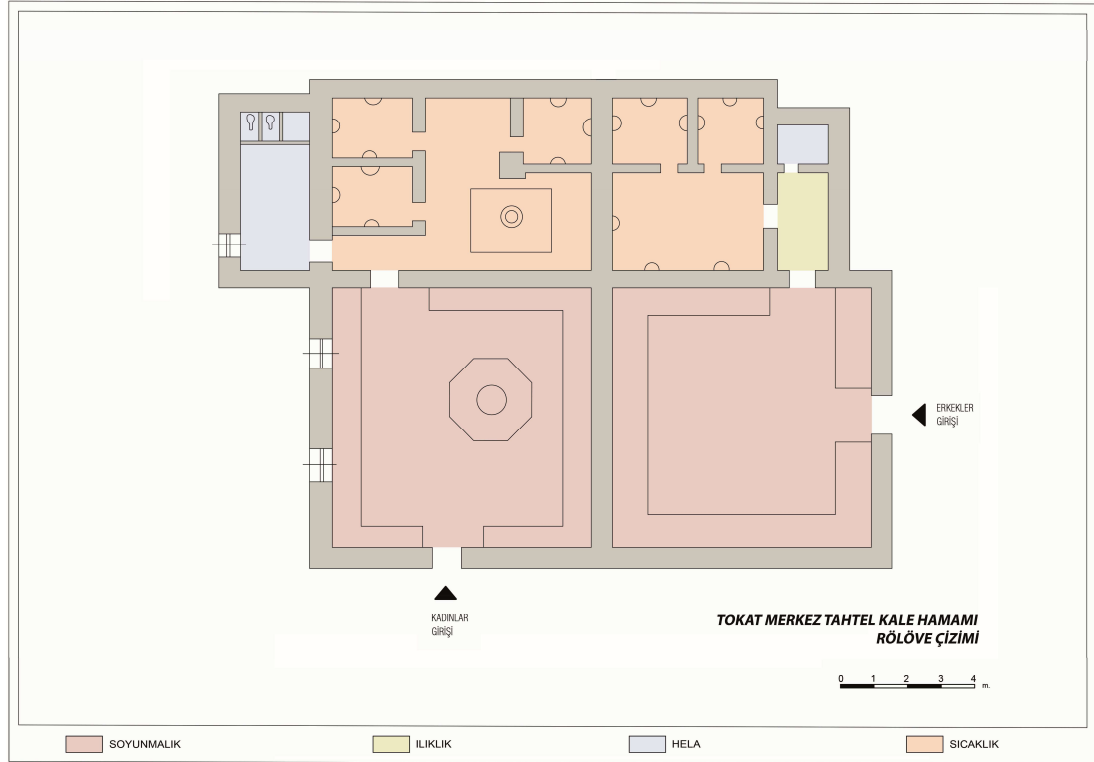 ERKEKLER
GİRİŞİ
KADINLAR
GİRİŞİ
TOKAT MERKEZ TAHTEL KALE HAMAMI
RÖLÖVE ÇİZİMİ
0 1 2 3 4 m.
SOYUNMALIK
ILIKLIK
HELA
SICAKLIK